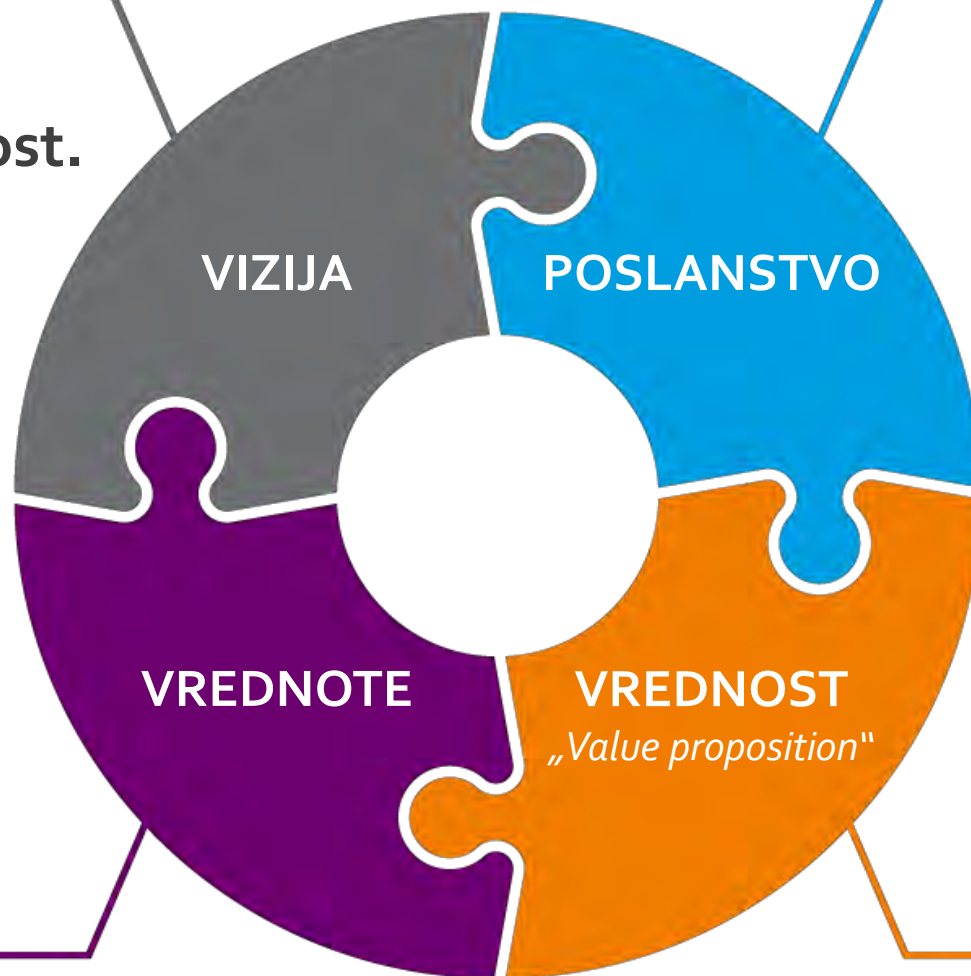 ost.
VIZIJA
POSLANSTVO
VREDNOTE
VREDNOST
„Value proposition“